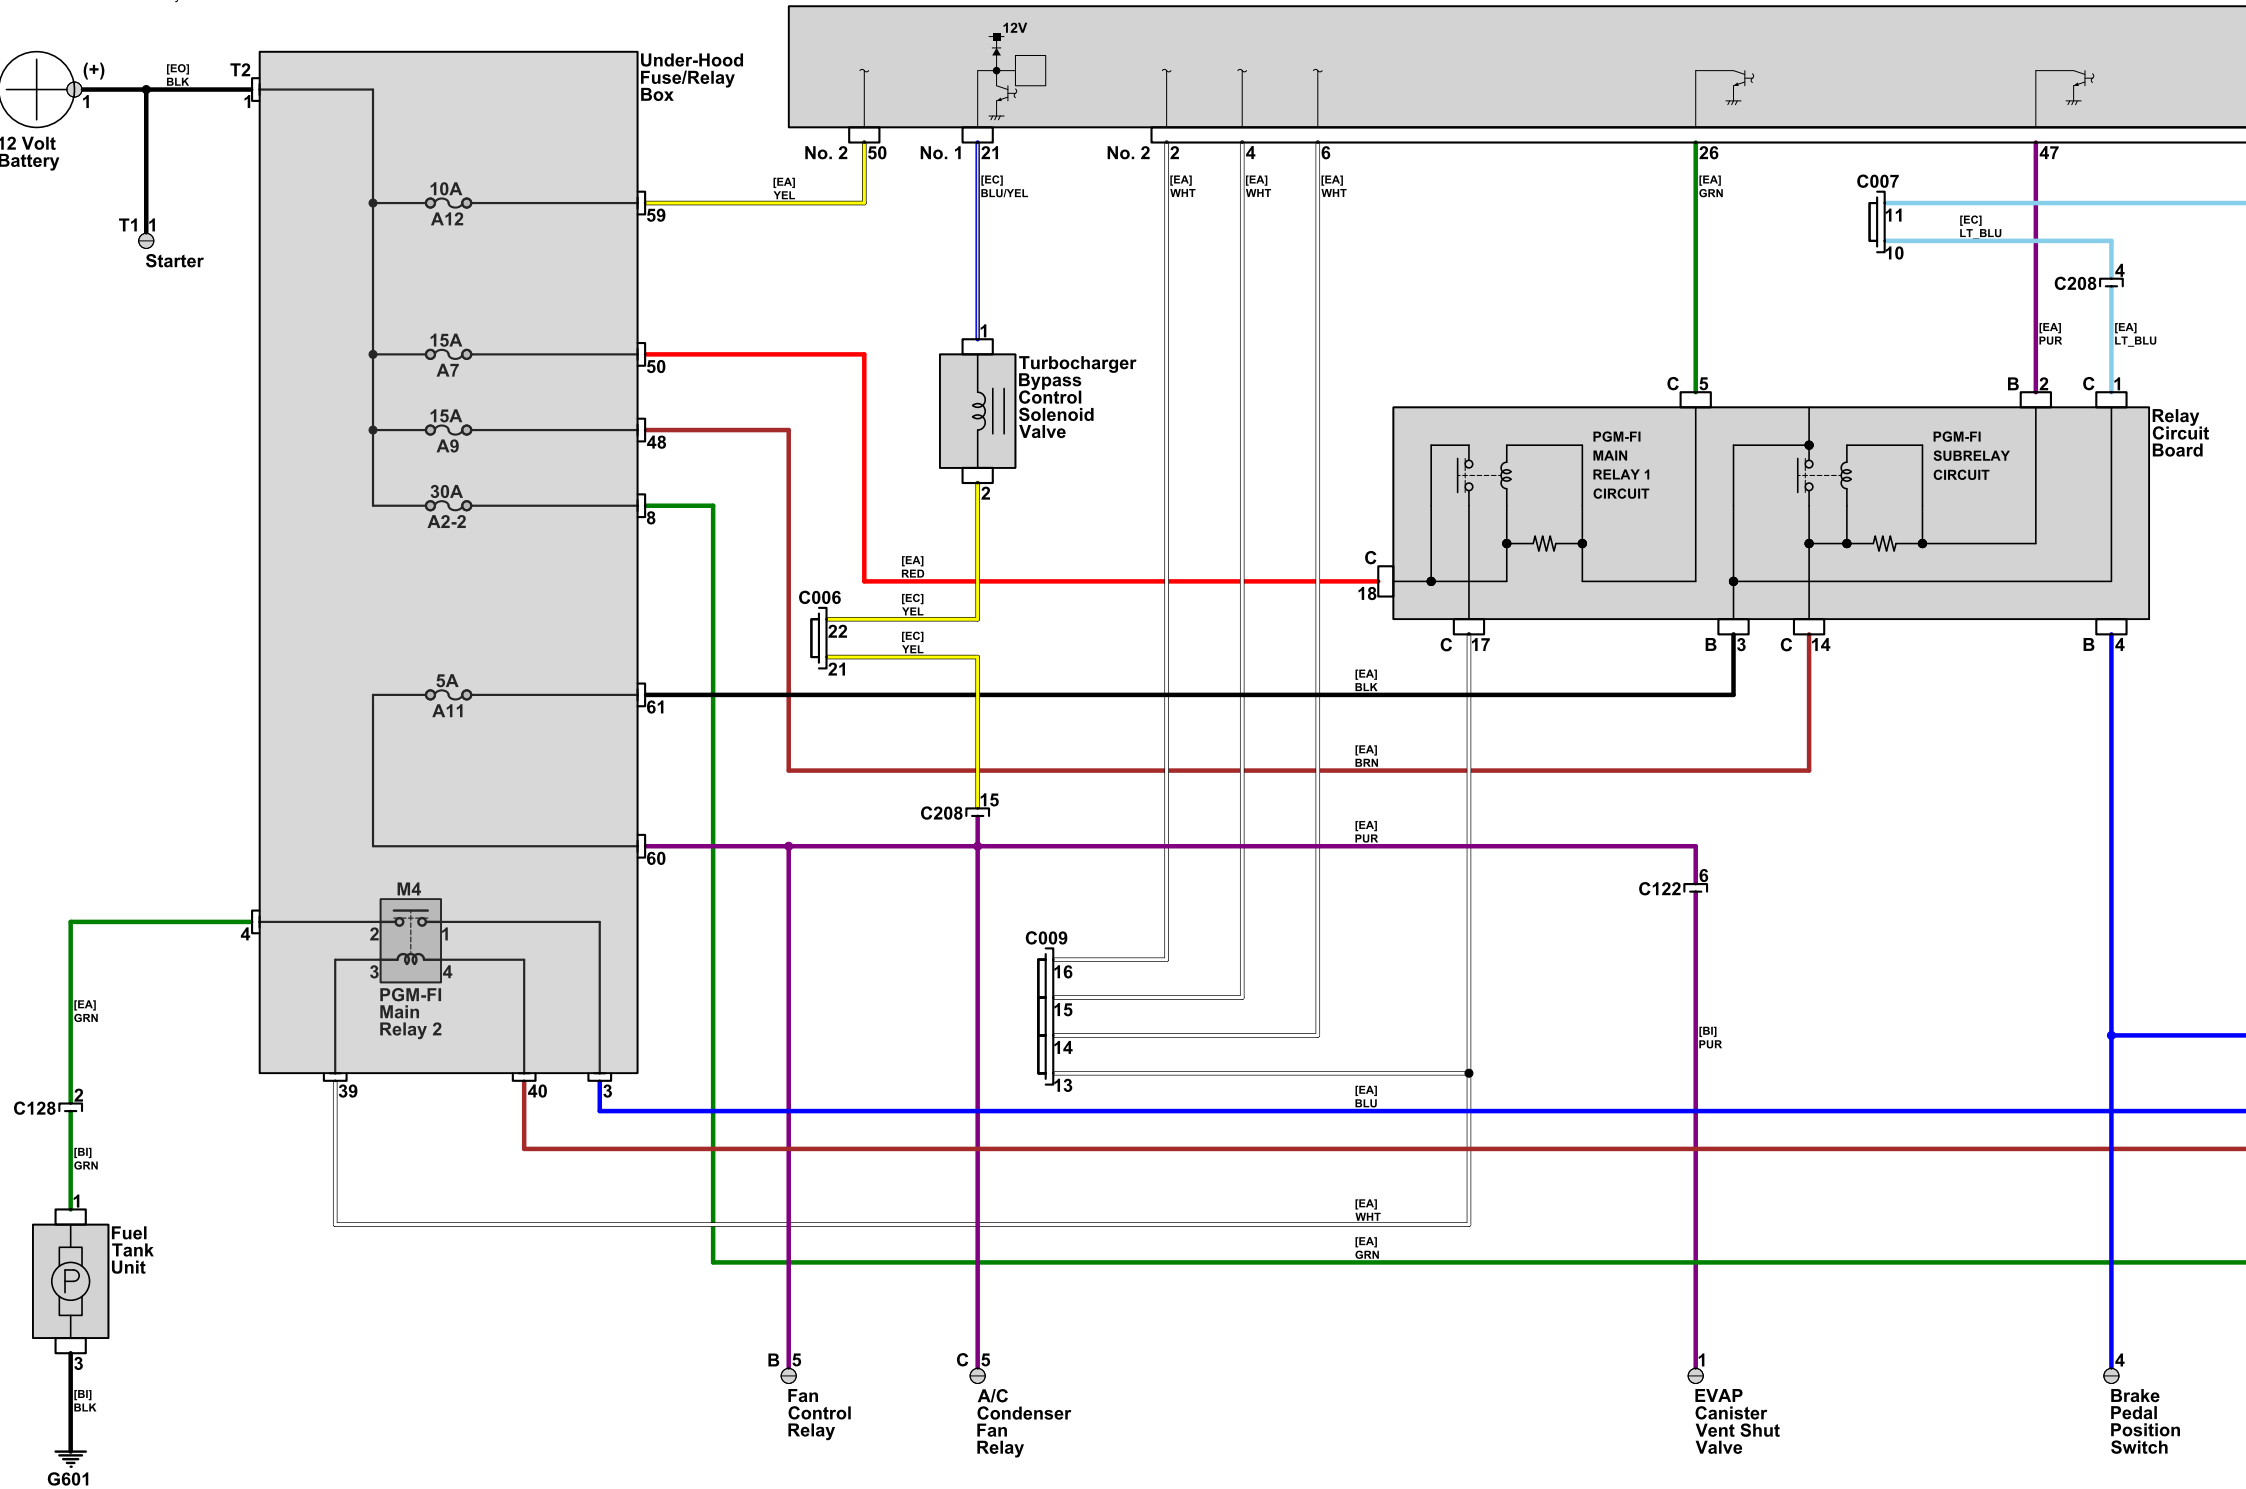 12V
Under-Hood
Fuse/Relay
Box
(+)
1
[EO]
BLK
T2
1
12 Volt
Battery
T1 1
Starter
No. 2 50
No. 1 21
No. 2 2
4
6
26
47
[EA]
YEL
[EC]
BLU/YEL
[EA]
WHT
[EA]
WHT
[EA]
WHT
[EA]
GRN
C007
11
[EC]
LT_BLU
10
10A
A12
59
C208 4
[EA]
PUR
[EA]
LT_BLU
15A
A7
50
1
Turbocharger
Bypass
Control
Solenoid
Valve
2
C 5
B 2
C 1
15A
A9
48
Relay
Circuit
Board
PGM-FI
MAIN
RELAY 1
CIRCUIT
PGM-FI
SUBRELAY
CIRCUIT
30A
A2-2
8
C
18
[EA]
RED
C006
[EC]
YEL
22
[EC]
YEL
21
C 17
B 3
C 14
B 4
5A
A11
61
[EA]
BLK
[EA]
BRN
C208 15
[EA]
PUR
60
C122 6
M4
2 1
3 4
PGM-FI
Main
Relay 2
4
C009
16
15
14
13
[EA]
GRN
[BI]
PUR
39
40
3
[EA]
BLU
C128 2
[BI]
GRN
1
Fuel
Tank
Unit
P
3
[BI]
BLK
G601
[EA]
WHT
[EA]
GRN
B 5
Fan
Control
Relay
C 5
A/C
Condenser
Fan
Relay
1
EVAP
Canister
Vent Shut
Valve
4
Brake
Pedal
Position
Switch